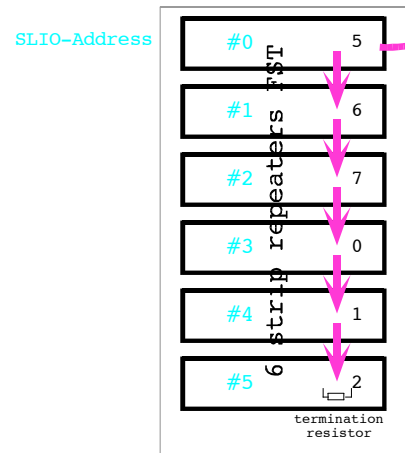 SLIO-Address
#0 5
#1 6
#2 7
#3 0
#4 1
#5 2
6 strip repeaters FST
termination
resistor